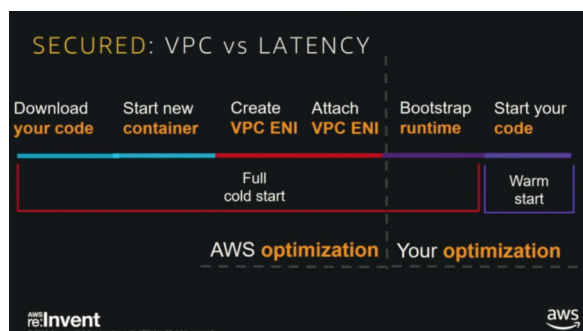 SECURED: VPC vs LATENCY
Download
your code
Start new
container
Create
VPC ENI
Attach
VPC ENI
Bootstrap
runtime
Start your
code
Full
cold start
Warm
start
AWS optimization
Your optimization
AWS
re:Invent
aws